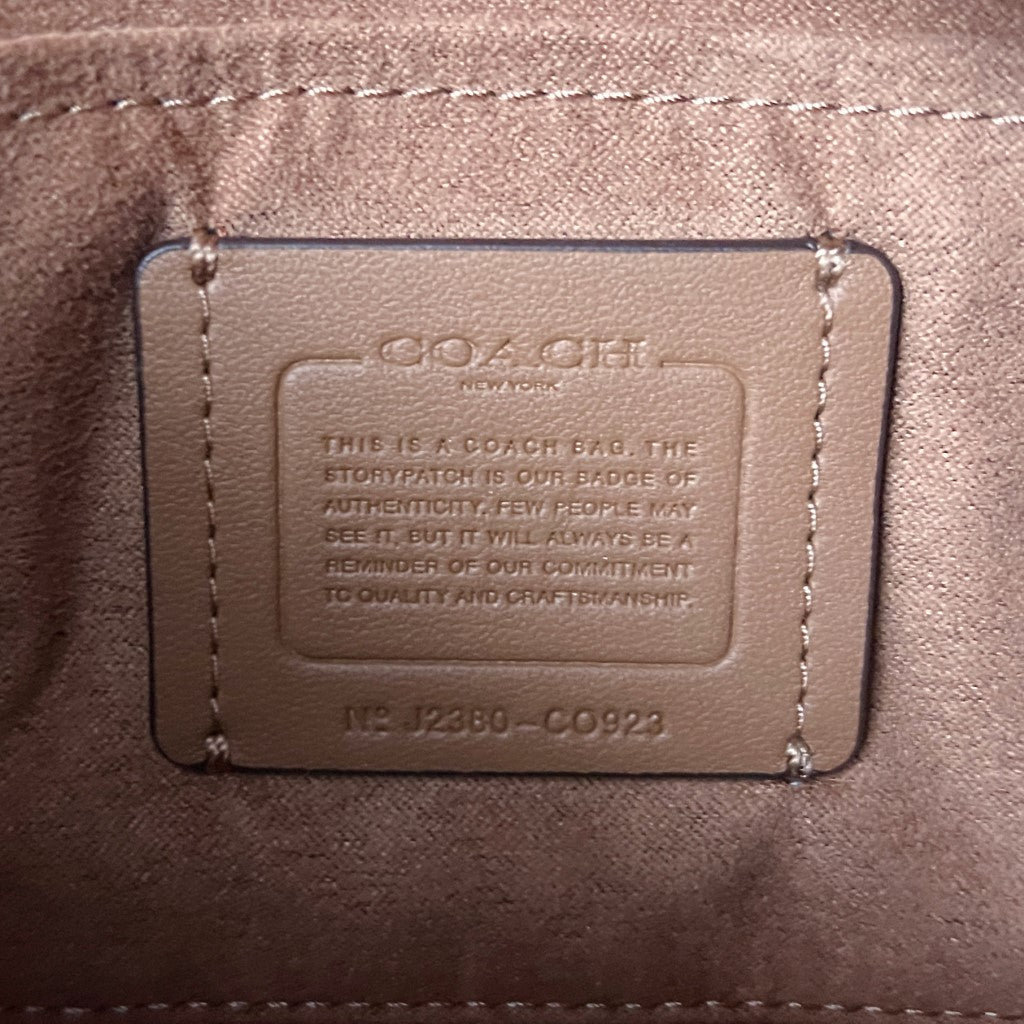 COACH
NEW YORK
THIS IS A COACH BAG. THE
STORYPATCH IS OUR BADGE OF
AUTHENTICITY. FEW PEOPLE MAY
SEE IT, BUT IT WILL ALWAYS BE A
REMINDER OF OUR COMMITMENT
TO QUALITY AND CRAFTSMANSHIP.
Nº J2380-CO923